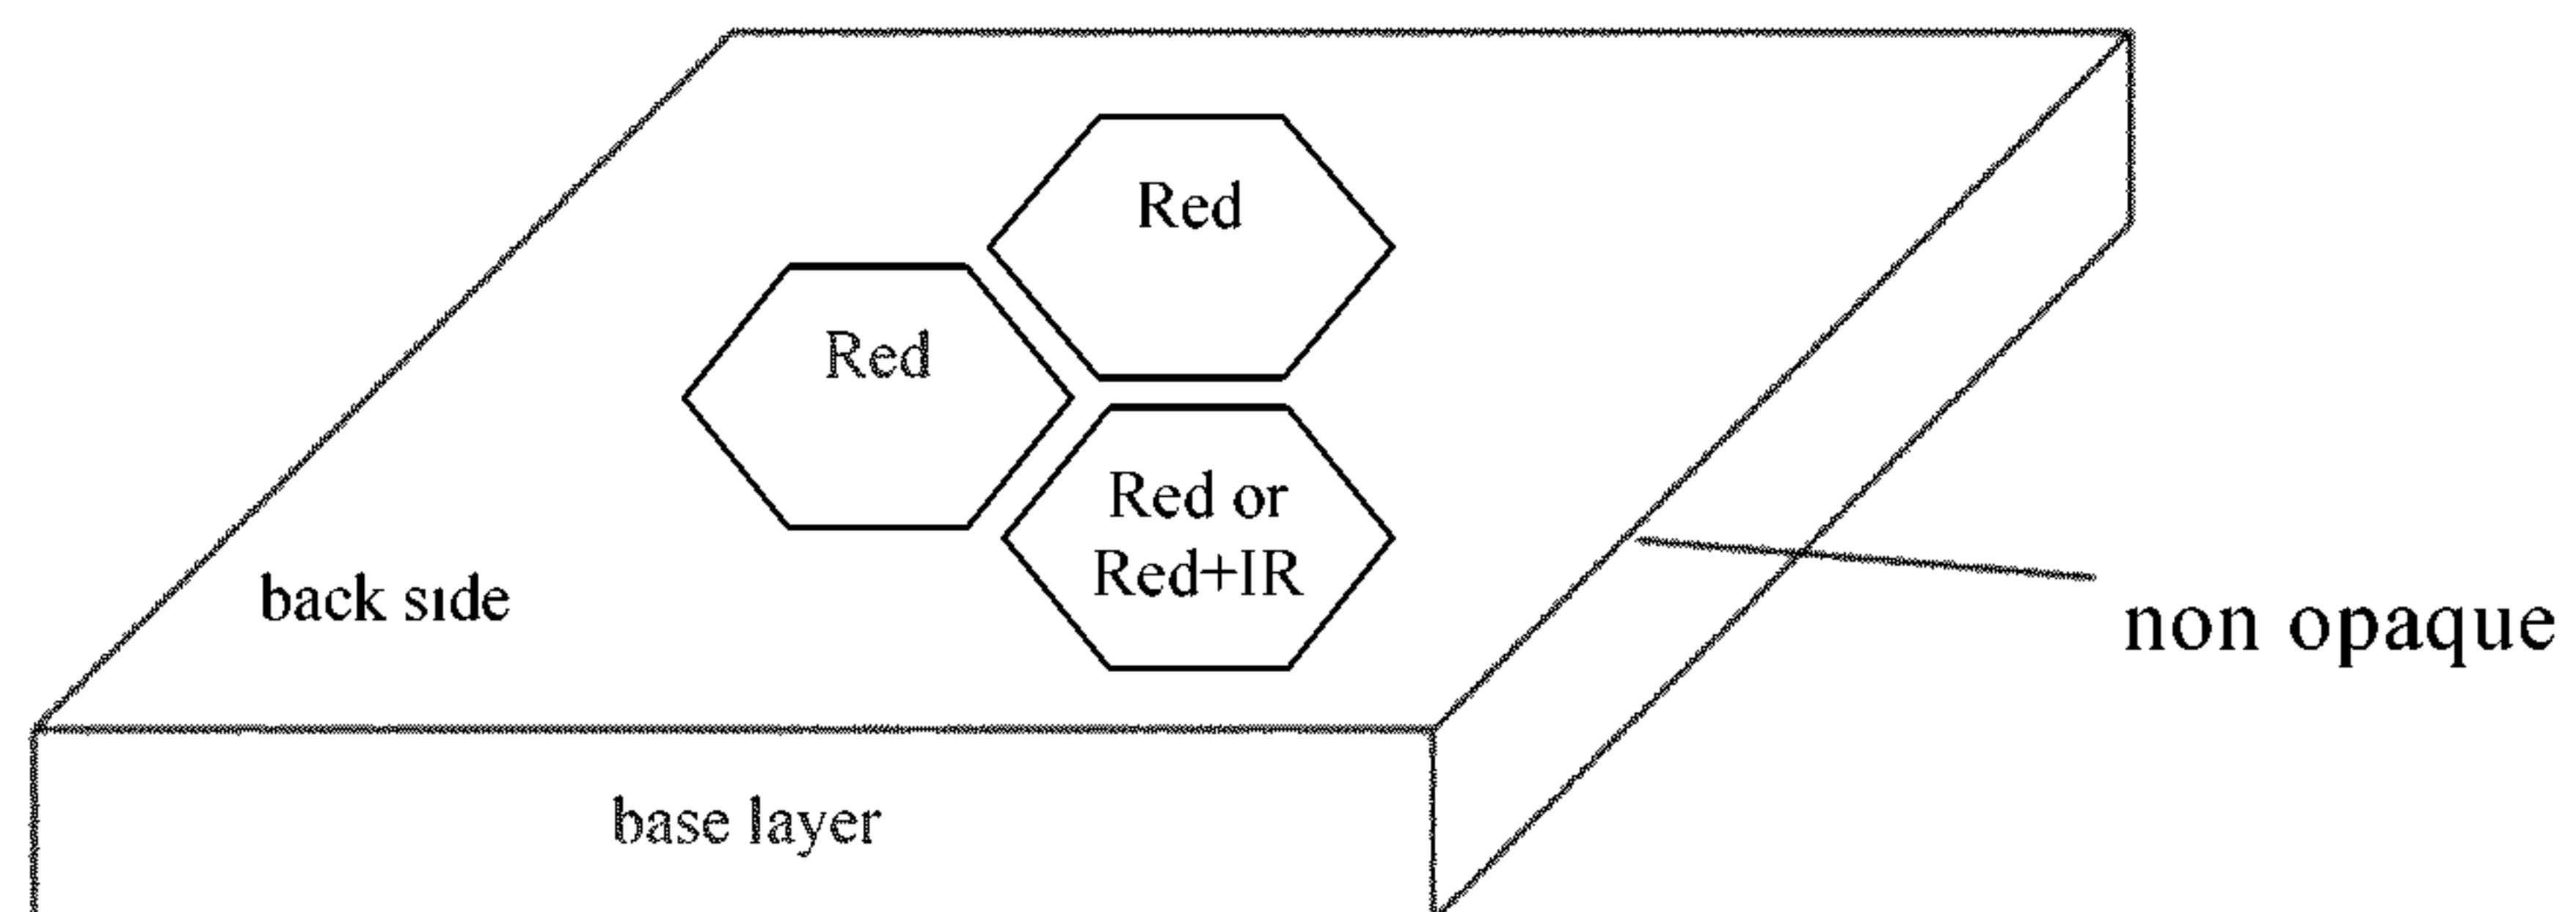 Red
Red
Red or
Red+IR
back side
non opaque
base layer